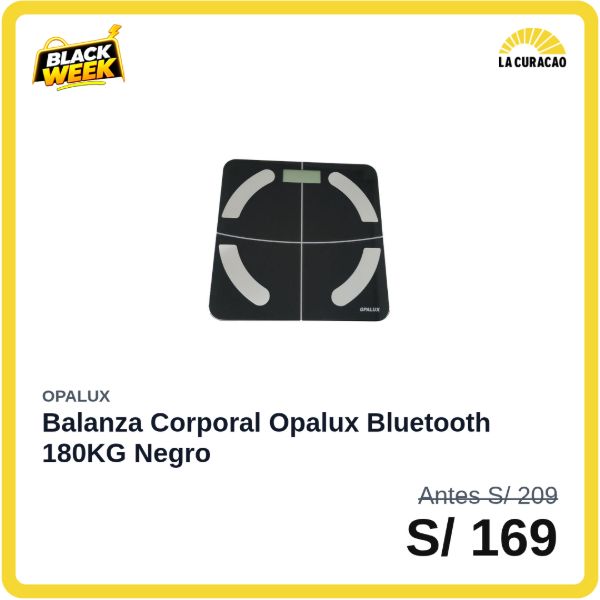 BLACK
WEEK
LA CURACAO
OPALUX
OPALUX
Balanza Corporal Opalux Bluetooth
180KG Negro
Antes S/ 209
S/ 169